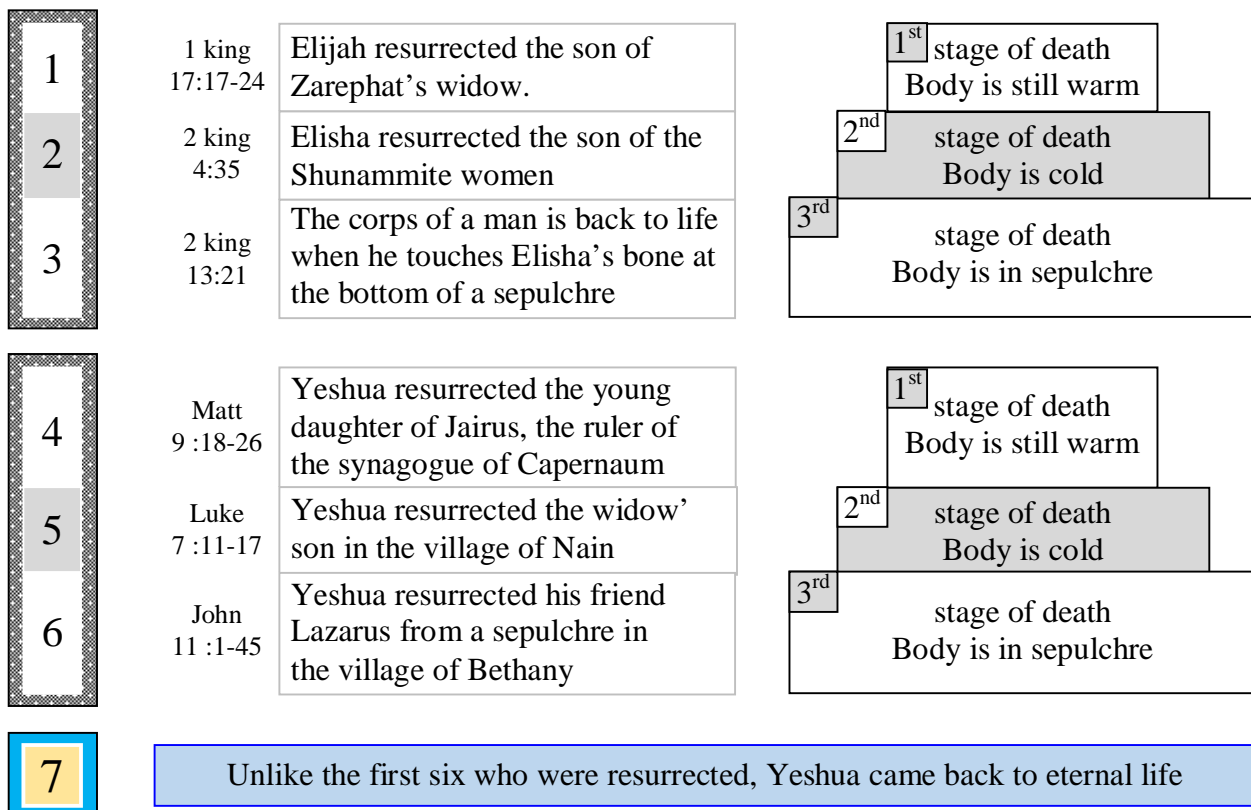 1
1 king
17:17-24
Elijah resurrected the son of
Zarephat’s widow.
1st
stage of death
Body is still warm
2
2 king
4:35
Elisha resurrected the son of the
Shunammite women
2nd
stage of death
Body is cold
3
2 king
13:21
The corps of a man is back to life
when he touches Elisha’s bone at
the bottom of a sepulchre
3rd
stage of death
Body is in sepulchre
4
Matt
9 :18-26
Yeshua resurrected the young
daughter of Jairus, the ruler of
the synagogue of Capernaum
1st
stage of death
Body is still warm
5
Luke
7 :11-17
Yeshua resurrected the widow’
son in the village of Nain
2nd
stage of death
Body is cold
6
John
11 :1-45
Yeshua resurrected his friend
Lazarus from a sepulchre in
the village of Bethany
3rd
stage of death
Body is in sepulchre
7
Unlike the first six who were resurrected, Yeshua came back to eternal life